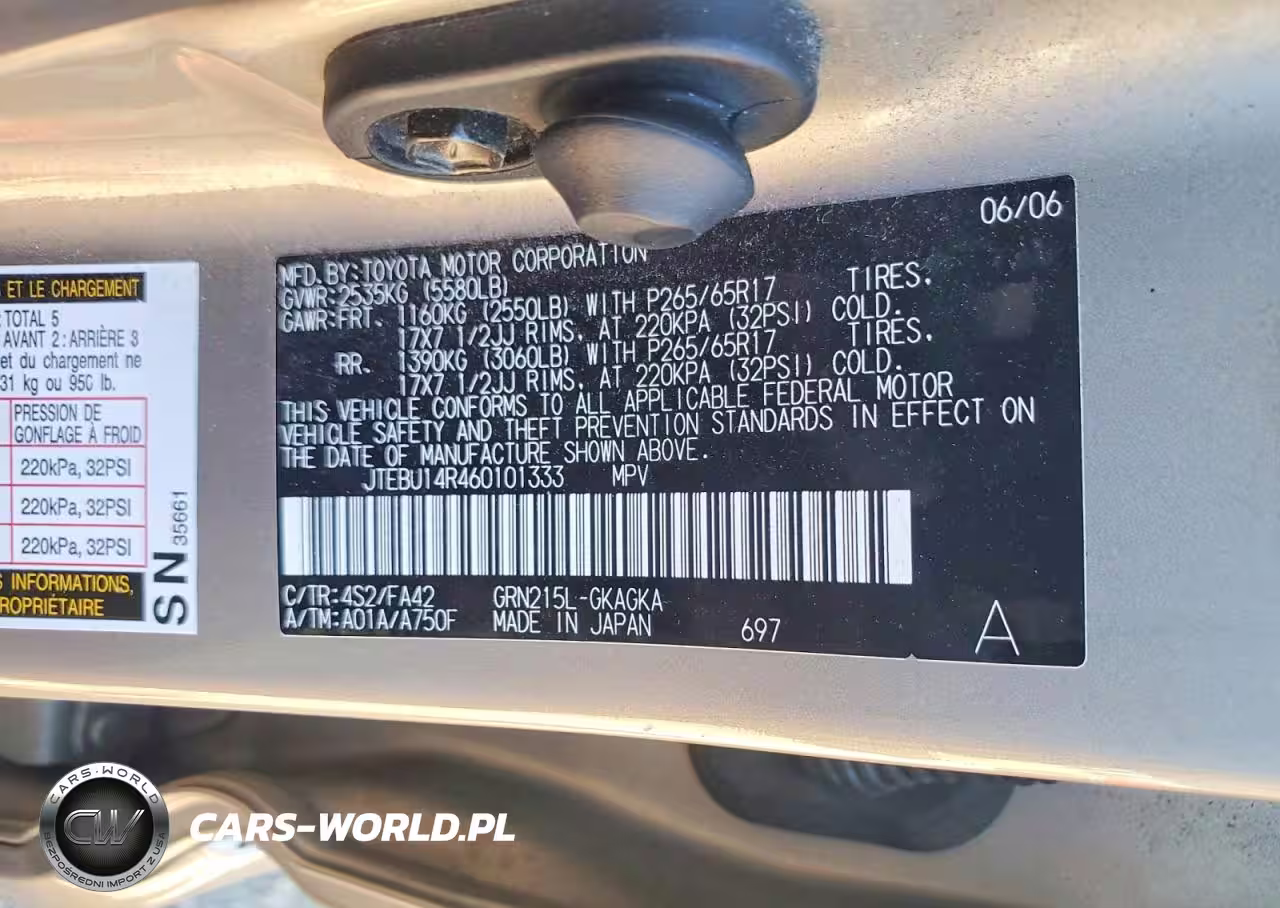 06/06
MFD. BY: TOYOTA MOTOR CORPORATION
GVWR: 2535KG (5580LB)
GAWR: FRT. 1160KG (2550LB) WITH P265/65R17 TIRES,
17X7 1/2JJ RIMS, AT 220KPA (32PSI) COLD.
RR. 1390KG (3060LB) WITH P265/65R17 TIRES,
17X7 1/2JJ RIMS, AT 220KPA (32PSI) COLD.
THIS VEHICLE CONFORMS TO ALL APPLICABLE FEDERAL MOTOR
VEHICLE SAFETY AND THEFT PREVENTION STANDARDS IN EFFECT ON
THE DATE OF MANUFACTURE SHOWN ABOVE.
JTEBU14R460101333 MPV
C/TR: 4S2/FA42 GRN215L-GKAGKA
A/TM: A01A/A750F MADE IN JAPAN 697 A
ET LE CHARGEMENT
TOTAL 5
AVANT 2: ARRIÈRE 3
et du chargement ne
31 kg ou 950 lb.
PRESSION DE
GONFLAGE À FROID
220kPa, 32PSI
220kPa, 32PSI
220kPa, 32PSI
INFORMATIONS,
SN 35661
CARS-WORLD
CW
BEZPOŚREDNI IMPORT Z USA
CARS-WORLD.PL